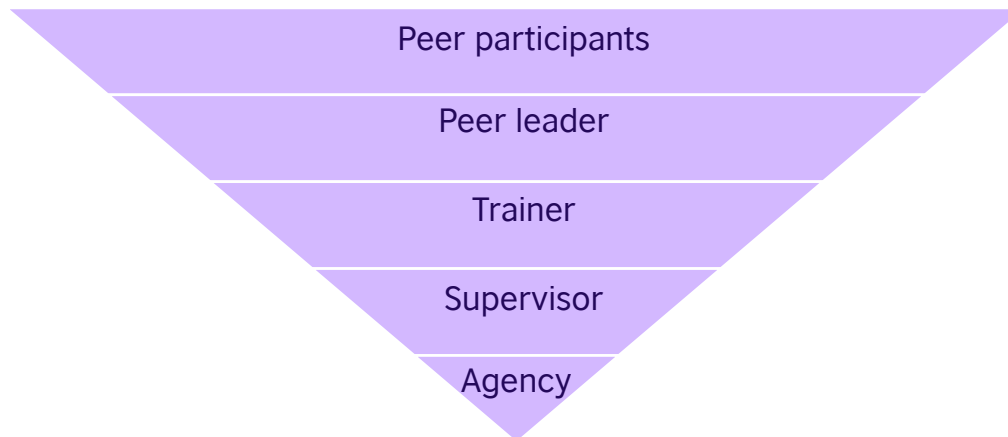 Peer participants
Peer leader
Trainer
Supervisor
Agency